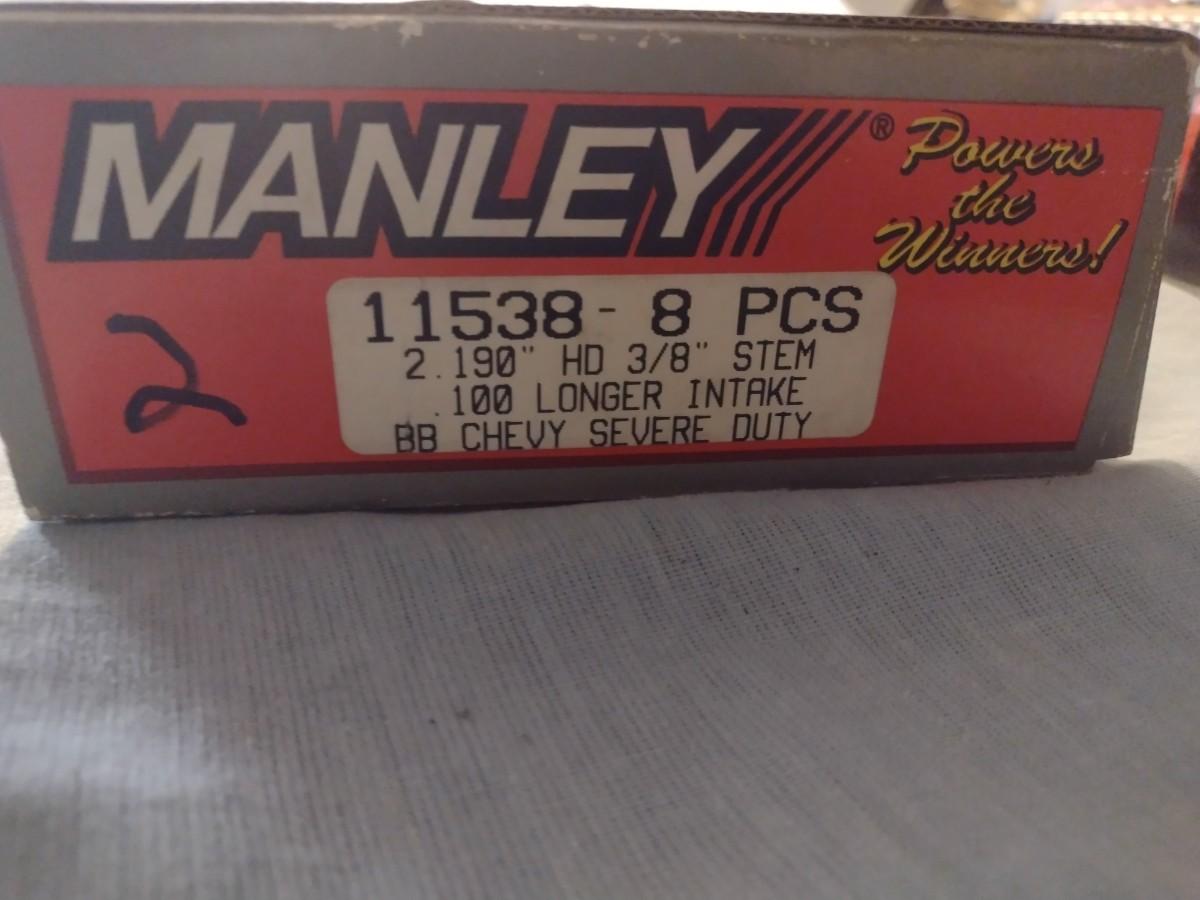 MANLEY®
Powers
the
Winners!
2
11538- 8 PCS
2.190" HD 3/8" STEM
.100 LONGER INTAKE
BB CHEVY SEVERE DUTY